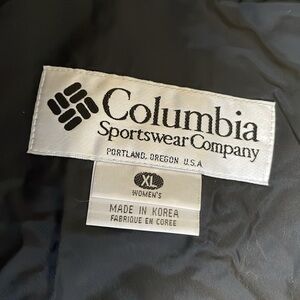 Columbia
Sportswear Company
PORTLAND, OREGON U.S.A
XL
WOMEN'S
MADE IN KOREA
FABRIQUE EN COREE